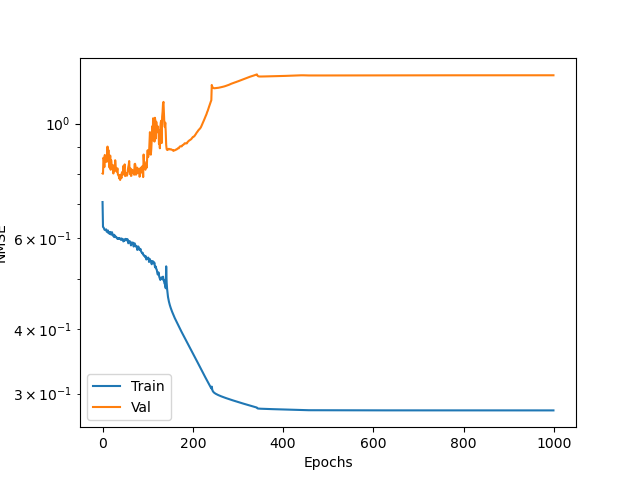 10^0
6 × 10^-1
4 × 10^-1
3 × 10^-1
NMSE
Train
Val
0 200 400 600 800 1000
Epochs